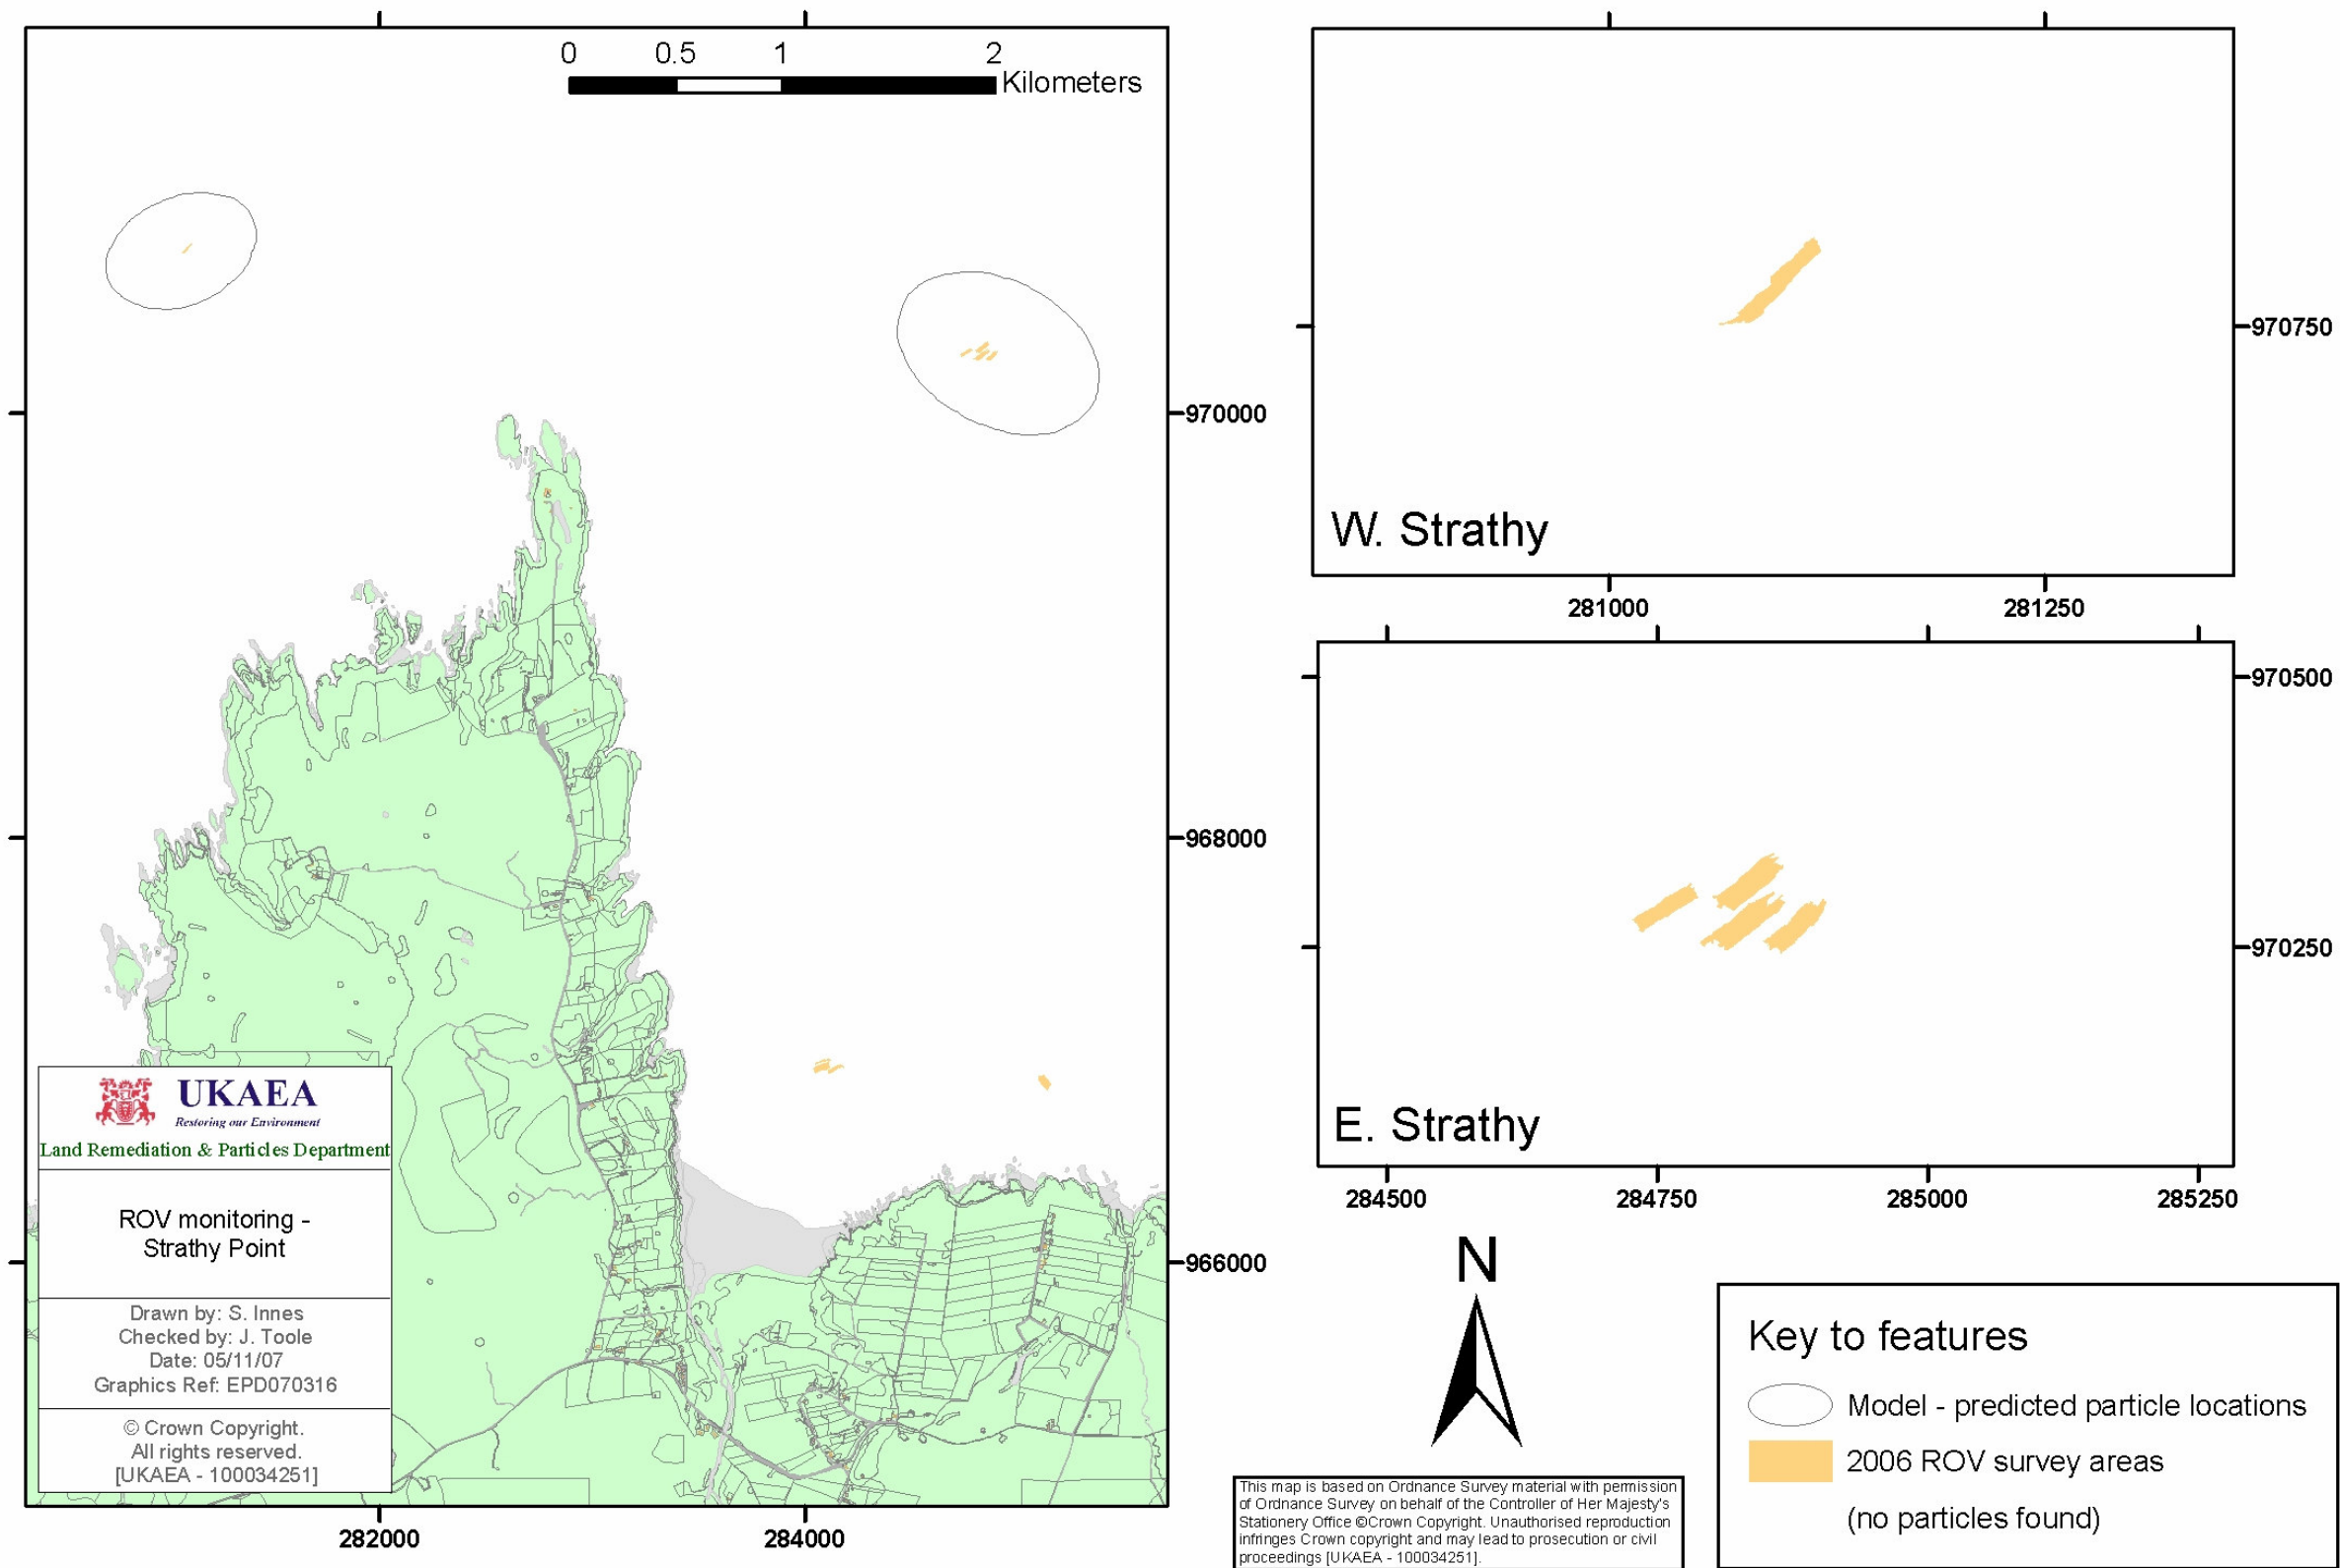 0 0.5 1 2
Kilometers
970000
968000
966000
282000 284000
UKAEA
Restoring our Environment
Land Remediation & Particles Department
ROV monitoring -
Strathy Point
Drawn by: S. Innes
Checked by: J. Toole
Date: 05/11/07
Graphics Ref: EPD070316
© Crown Copyright.
All rights reserved.
[UKAEA - 100034251]
W. Strathy
970750
281000 281250
E. Strathy
970500
970250
284500 284750 285000 285250
N
This map is based on Ordnance Survey material with permission
of Ordnance Survey on behalf of the Controller of Her Majesty's
Stationery Office ©Crown Copyright. Unauthorised reproduction
infringes Crown copyright and may lead to prosecution or civil
proceedings [UKAEA - 100034251].
Key to features
Model - predicted particle locations
2006 ROV survey areas
(no particles found)